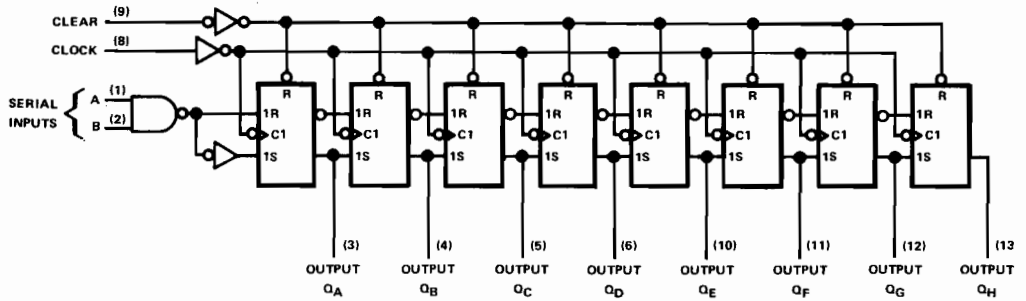 CLEAR (9)
CLOCK (8)
SERIAL INPUTS { A (1)
B (2)
R R R R R R R R
1R 1R 1R 1R 1R 1R 1R 1R
C1 C1 C1 C1 C1 C1 C1 C1
1S 1S 1S 1S 1S 1S 1S 1S
(3) (4) (5) (6) (10) (11) (12) (13
OUTPUT OUTPUT OUTPUT OUTPUT OUTPUT OUTPUT OUTPUT OUTPUT
QA QB QC QD QE QF QG QH